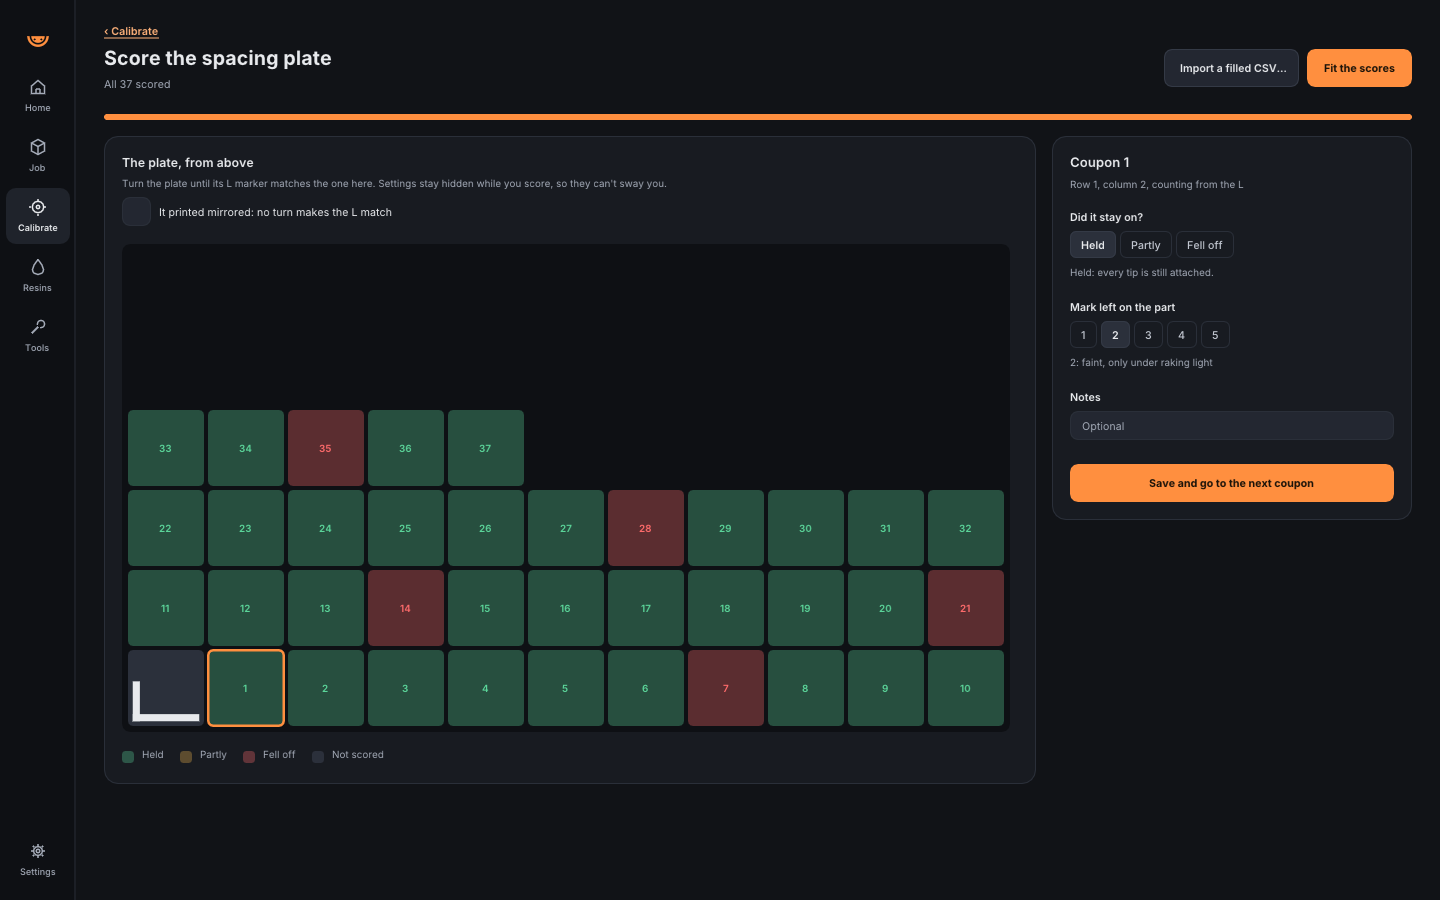 Home
Job
Calibrate
Resins
Tools
Settings
‹ Calibrate
Score the spacing plate
All 37 scored
Import a filled CSV...
Fit the scores
The plate, from above
Turn the plate until its L marker matches the one here. Settings stay hidden while you score, so they can't sway you.
It printed mirrored: no turn makes the L match
33 34 35 36 37
22 23 24 25 26 27 28 29 30 31 32
11 12 13 14 15 16 17 18 19 20 21
1 2 3 4 5 6 7 8 9 10
Held Partly Fell off Not scored
Coupon 1
Row 1, column 2, counting from the L
Did it stay on?
Held Partly Fell off
Held: every tip is still attached.
Mark left on the part
1 2 3 4 5
2: faint, only under raking light
Notes
Optional
Save and go to the next coupon